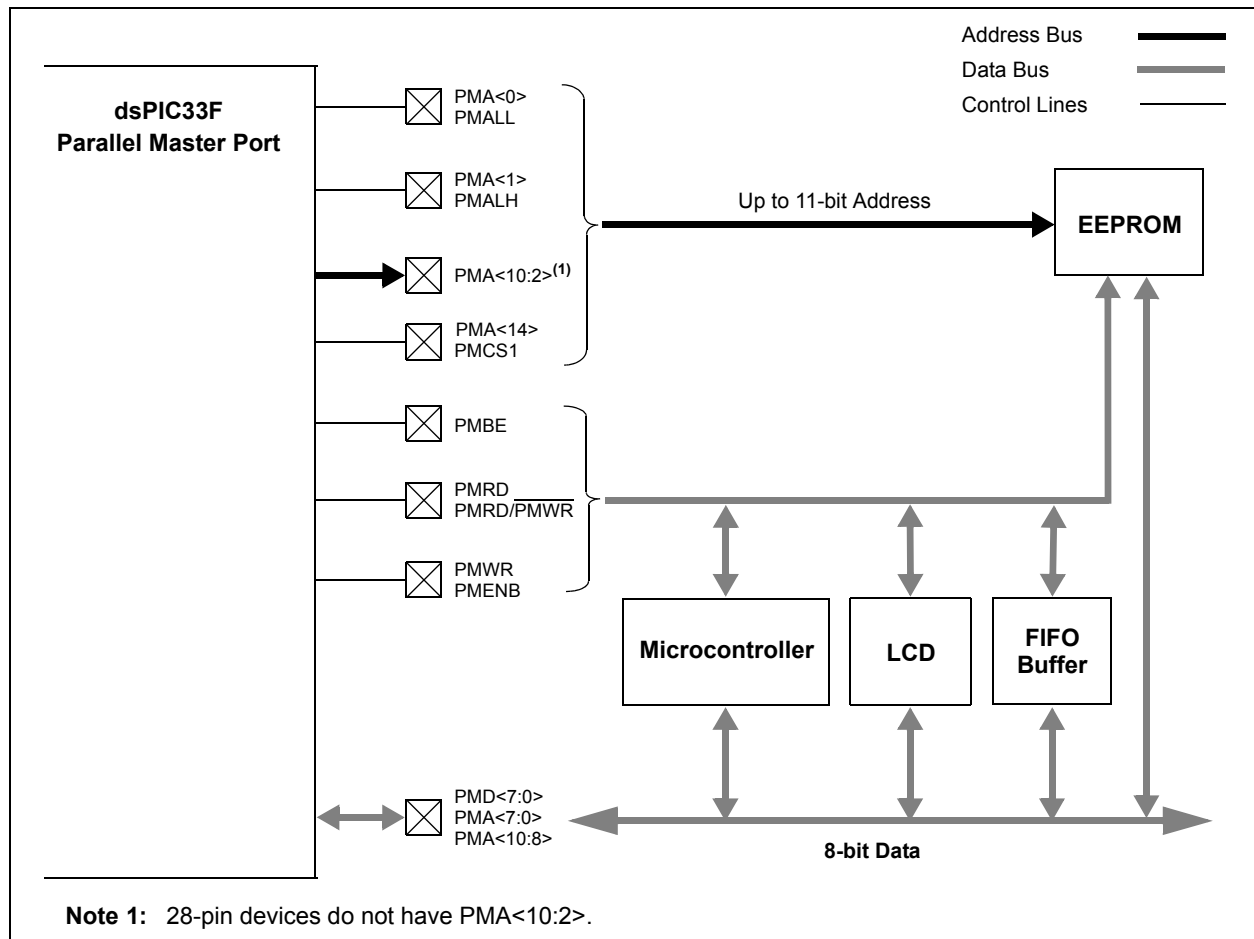 Address Bus
Data Bus
Control Lines
dsPIC33F
Parallel Master Port
PMA<0>
PMALL
PMA<1>
PMALH
Up to 11-bit Address
EEPROM
PMA<10:2>(1)
PMA<14>
PMCS1
PMBE
PMRD
PMRD/PMWR
PMWR
PMENB
Microcontroller
LCD
FIFO
Buffer
PMD<7:0>
PMA<7:0>
PMA<10:8>
8-bit Data
Note 1: 28-pin devices do not have PMA<10:2>.